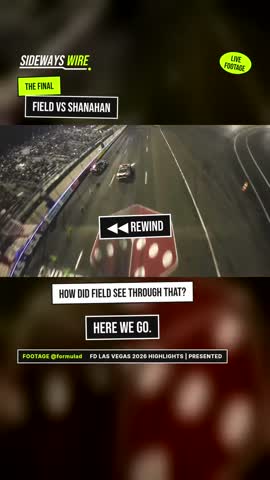 SIDEWAYS WIRE.
LIVE
FOOTAGE
THE FINAL
FIELD VS SHANAHAN
REWIND
HOW DID FIELD SEE THROUGH THAT?
HERE WE GO.
FOOTAGE @formulad FD LAS VEGAS 2026 HIGHLIGHTS | PRESENTED